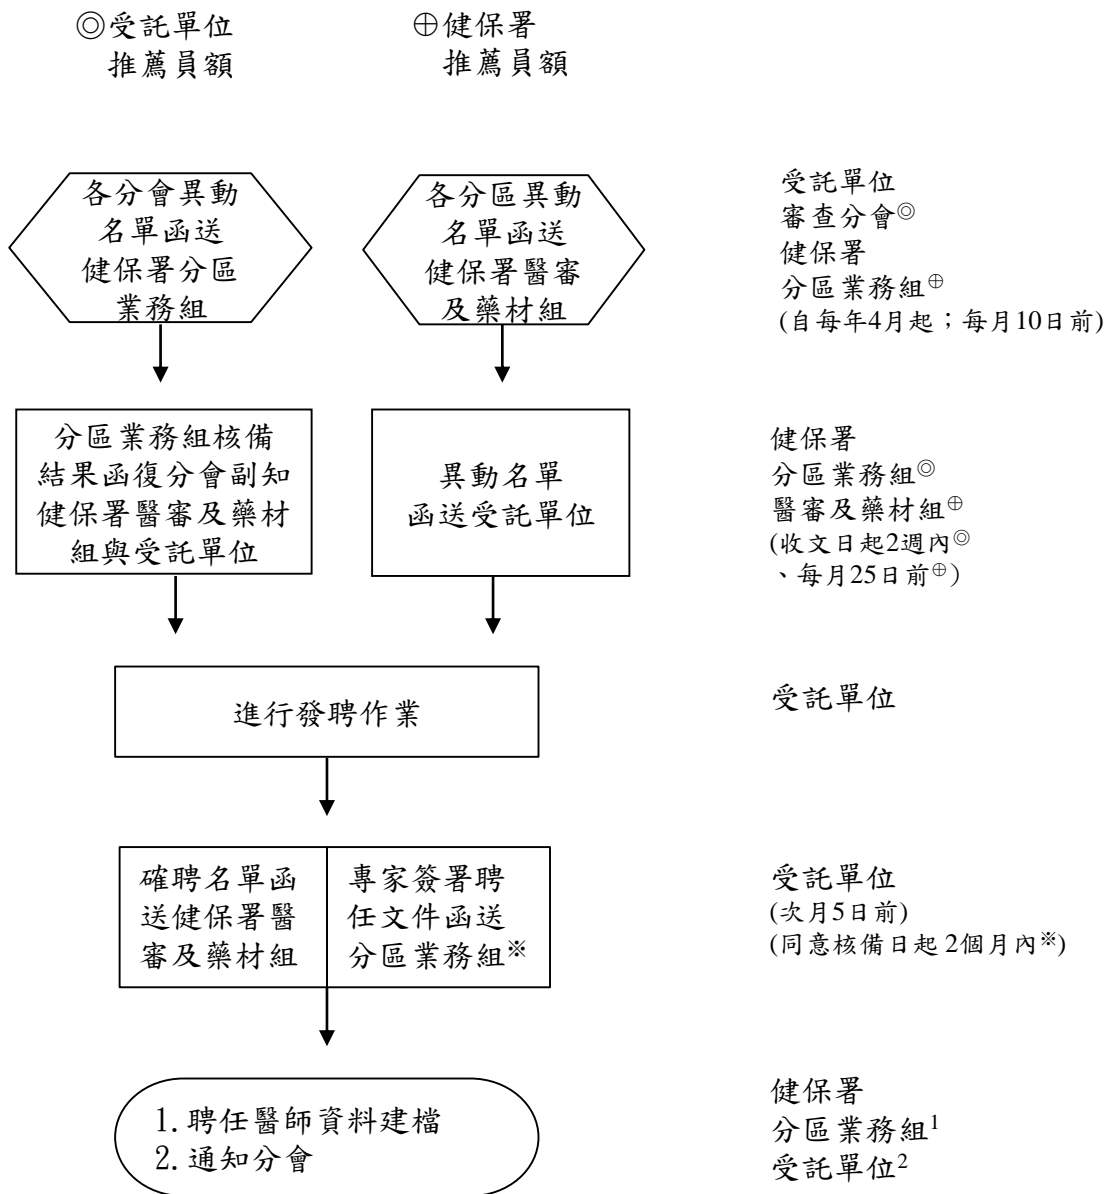 ◎受託單位
推薦員額
⊕健保署
推薦員額
各分會異動
名單函送
健保署分區
業務組
各分區異動
名單函送
健保署醫審
及藥材組
受託單位
審查分會◎
健保署
分區業務組⊕
(自每年4月起；每月10日前)
分區業務組核備
結果函復分會副知
健保署醫審及藥材
組與受託單位
異動名單
函送受託單位
健保署
分區業務組◎
醫審及藥材組⊕
(收文日起2週內◎
、每月25日前⊕)
進行發聘作業
受託單位
確聘名單函
送健保署醫
審及藥材組
專家簽署聘
任文件函送
分區業務組※
受託單位
(次月5日前)
(同意核備日起 2個月內※)
1.聘任醫師資料建檔
2.通知分會
健保署
分區業務組1
受託單位2